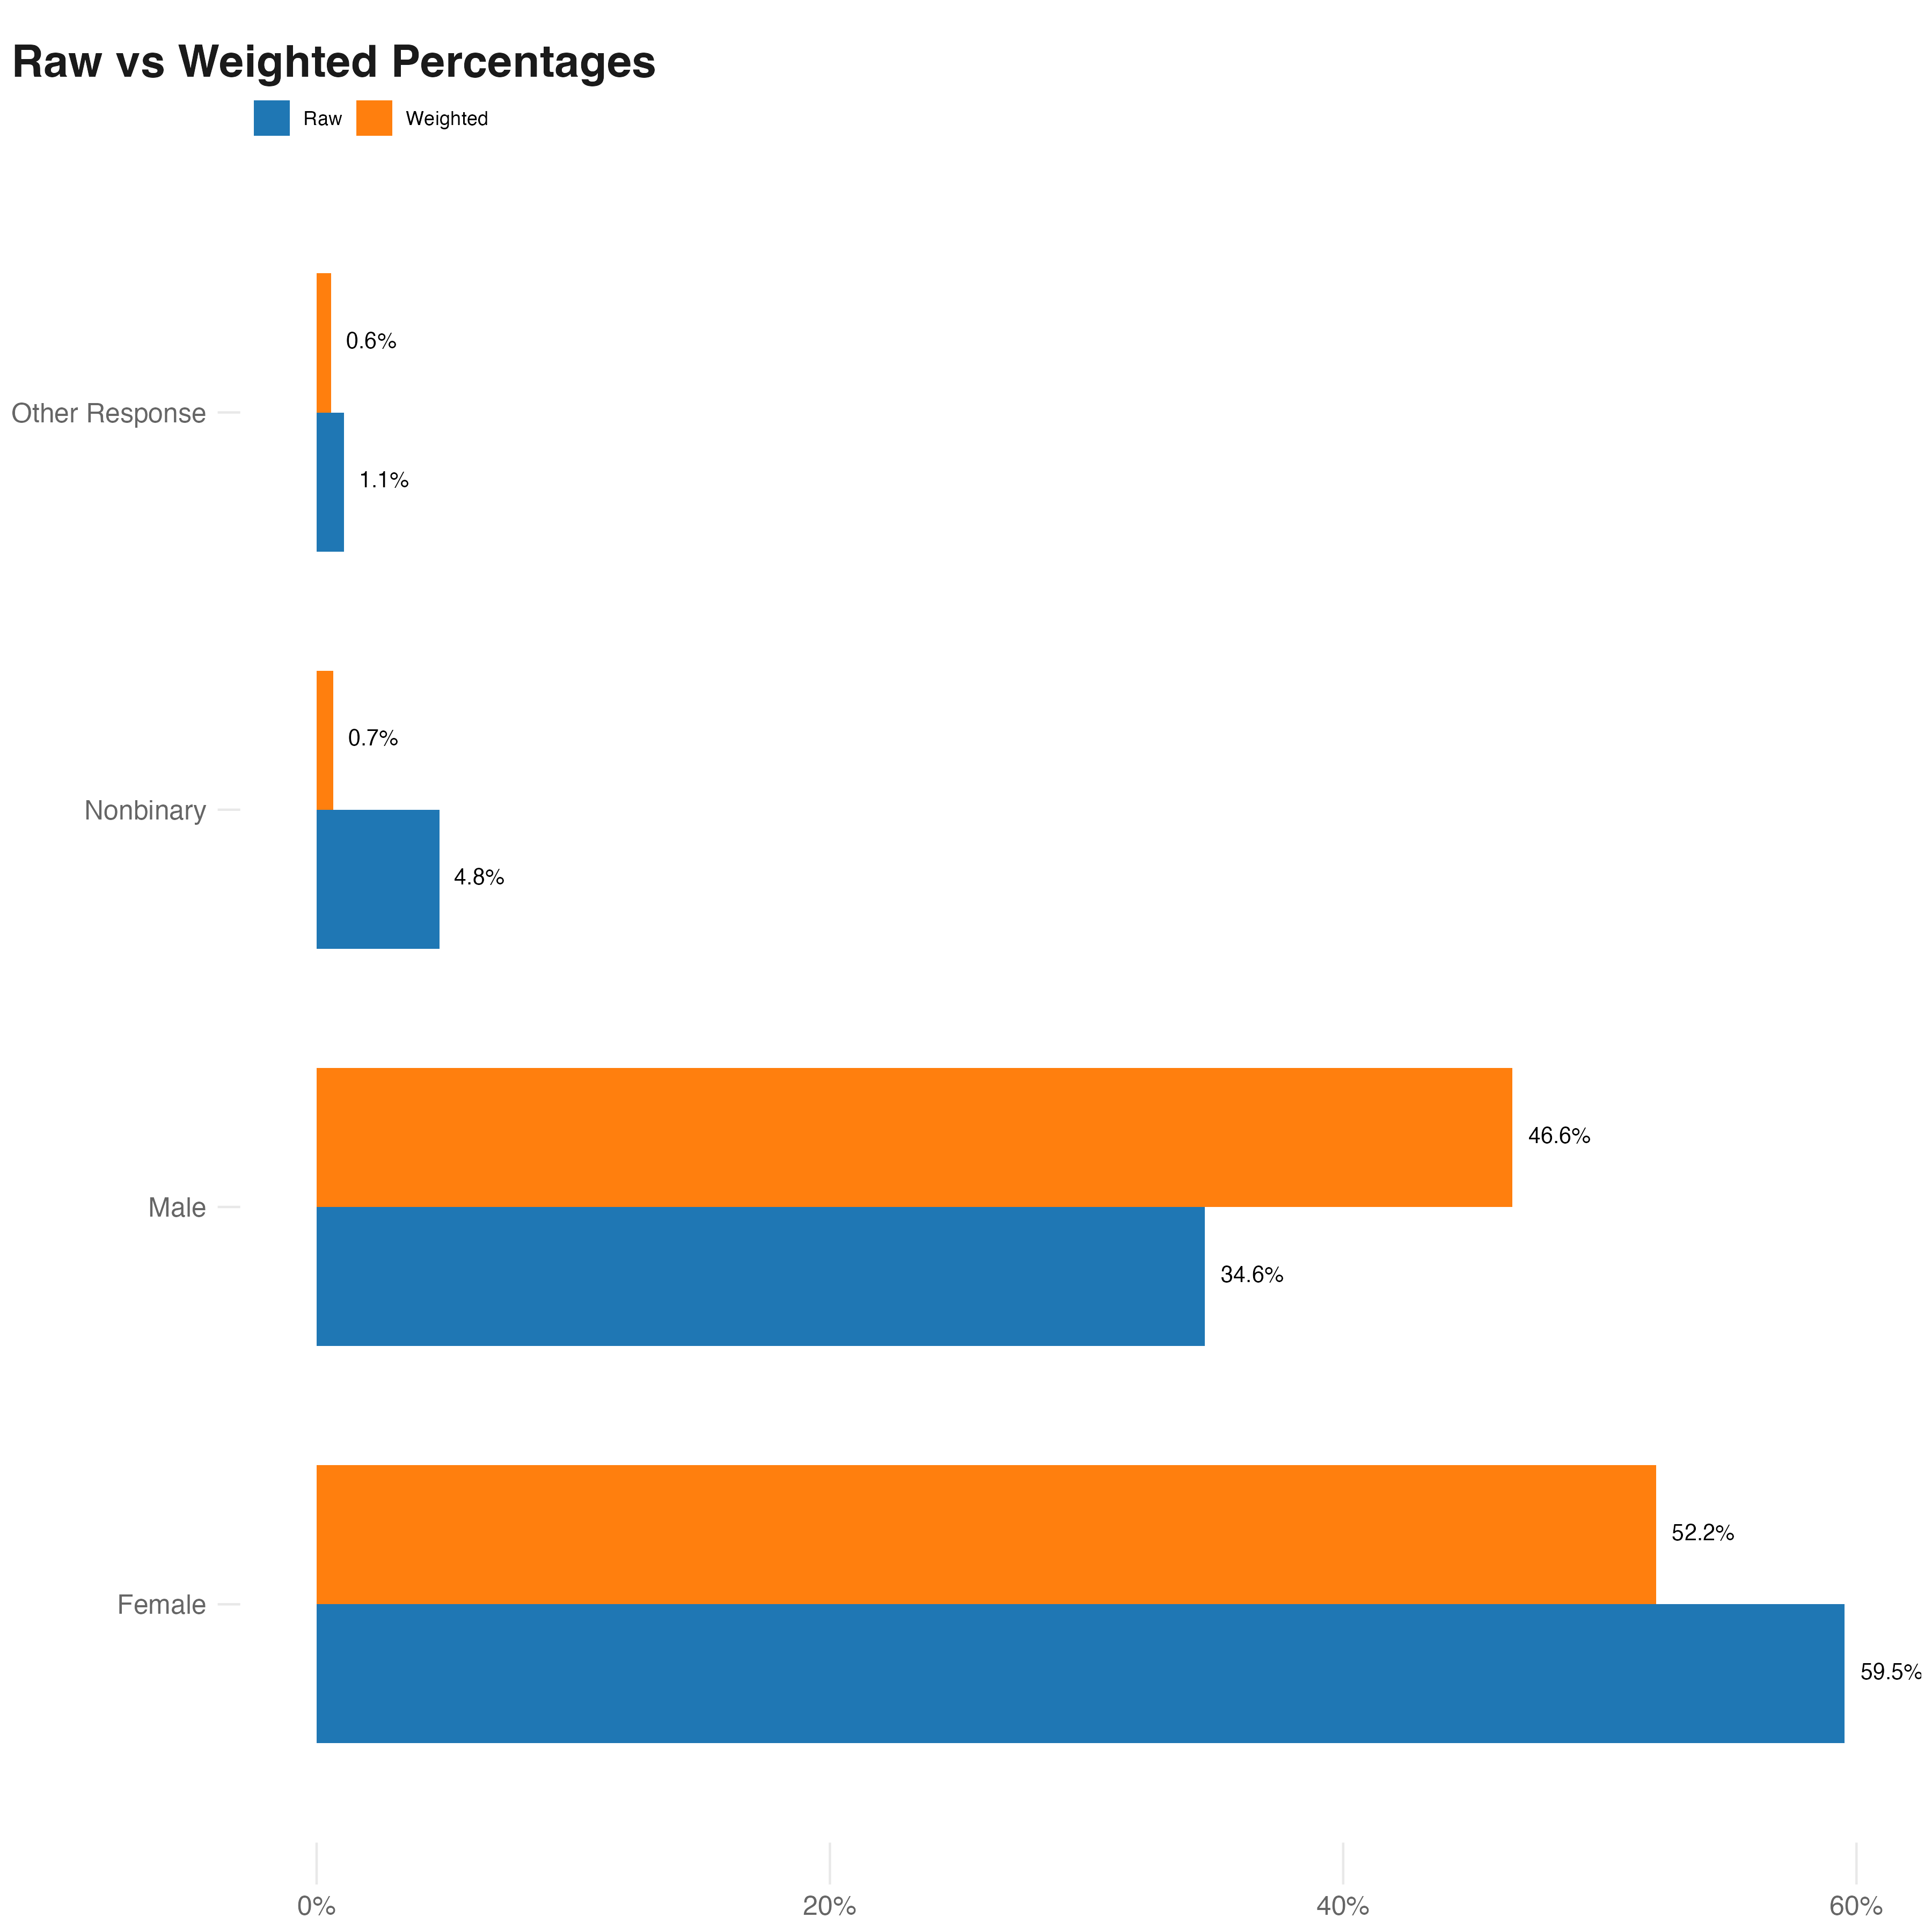 Raw vs Weighted Percentages
Raw Weighted
0.6%
Other Response
1.1%
0.7%
Nonbinary
4.8%
46.6%
Male
34.6%
52.2%
Female
59.5%
0% 20% 40% 60%